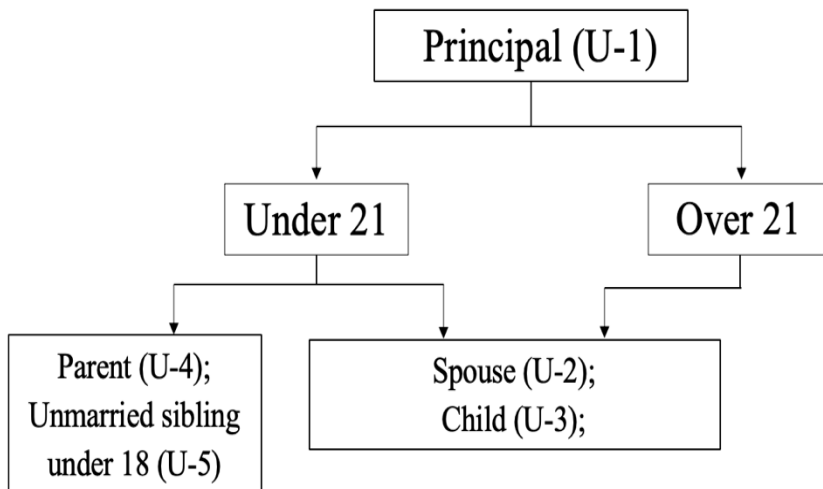 Principal (U-1)
Under 21
Over 21
Parent (U-4);
Unmarried sibling
under 18 (U-5)
Spouse (U-2);
Child (U-3);